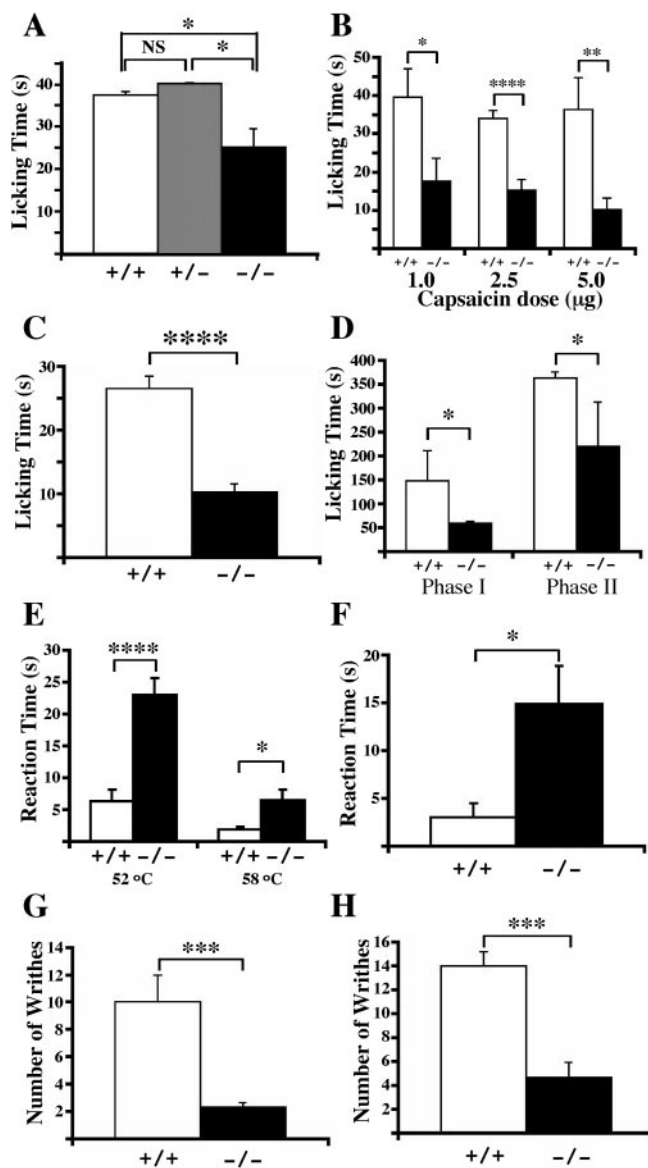 A
*
NS
*
Licking Time (s)
40
30
20
10
+/+ +/− −/−
B
*
****
**
Licking Time (s)
50
40
30
20
10
+/+ −/− +/+ −/− +/+ −/−
1.0 2.5 5.0
Capsaicin dose (μg)
C
****
Licking Time (s)
30
20
10
+/+ −/−
D
*
*
Licking Time (s)
400
350
300
250
200
150
100
50
+/+ −/− +/+ −/−
Phase I Phase II
E
****
*
Reaction Time (s)
30
25
20
15
10
5
+/+ −/− +/+ −/−
52 °C 58 °C
F
*
Reaction Time (s)
20
15
10
5
+/+ −/−
G
***
Number of Writhes
14
12
10
8
6
4
2
+/+ −/−
H
***
Number of Writhes
16
14
12
10
8
6
4
2
+/+ −/−